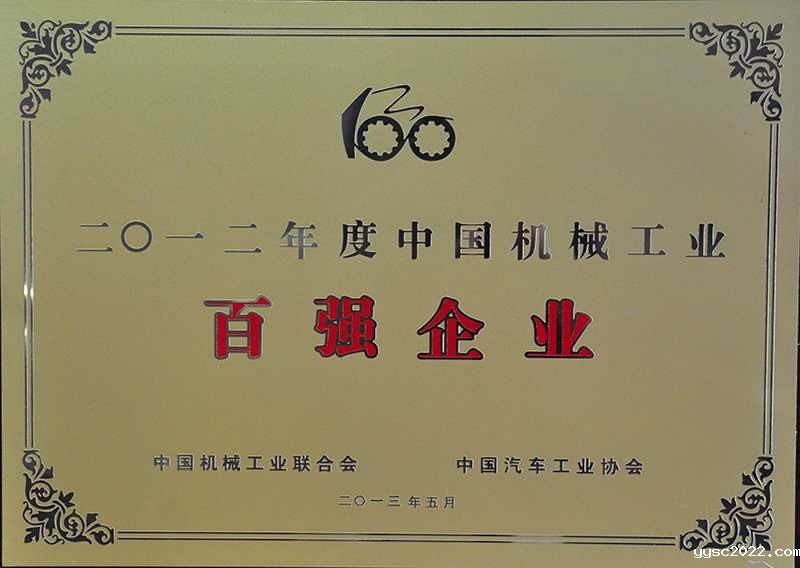 100
二〇一二年度中国机械工业
百强企业
中国机械工业联合会 中国汽车工业协会
二〇一三年五月
yysc2022.com